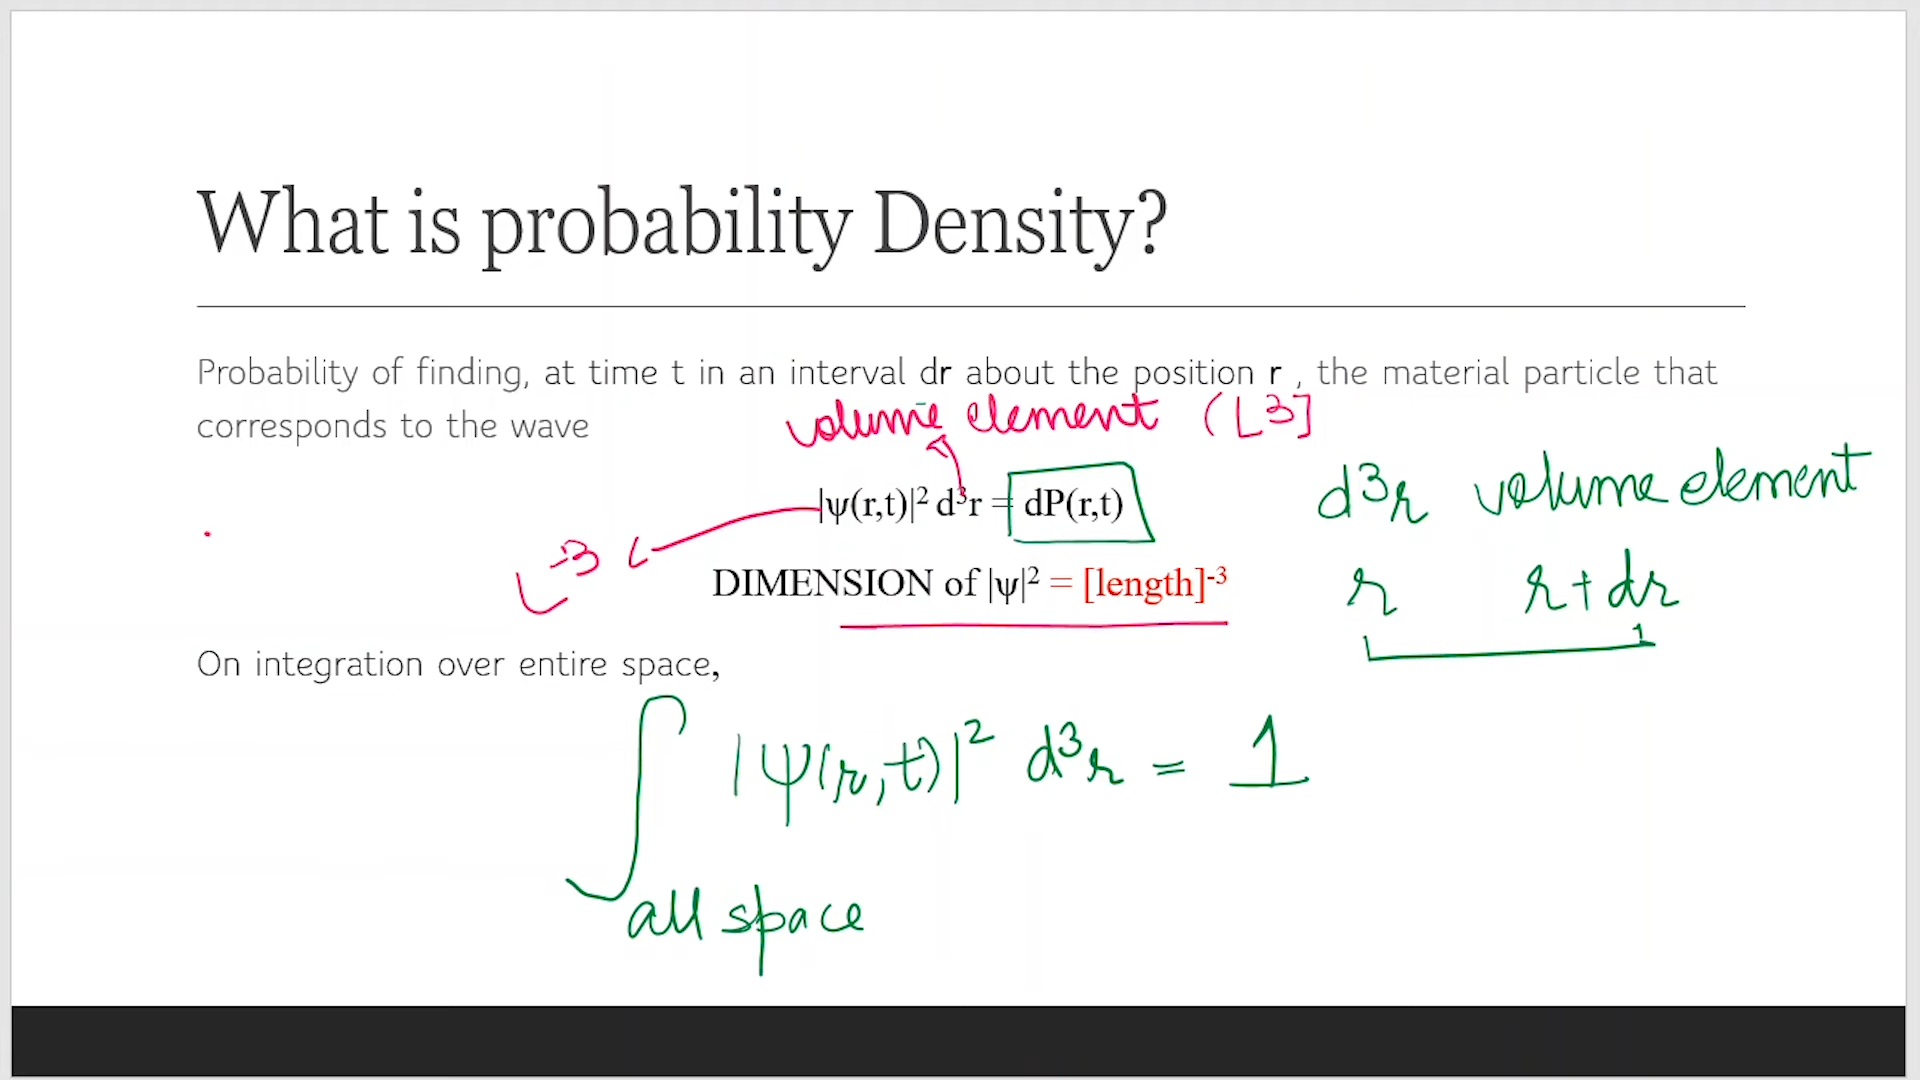 What is probability Density?
Probability of finding, at time t in an interval dr about the position r , the material particle that
corresponds to the wave
volume element ([L3]
|ψ(r,t)|² d³r = dP(r,t)
d³r volume element
L⁻³
DIMENSION of |ψ|² = [length]⁻³
r r+dr
On integration over entire space,
∫ |ψ(r,t)|² d³r = 1
all space